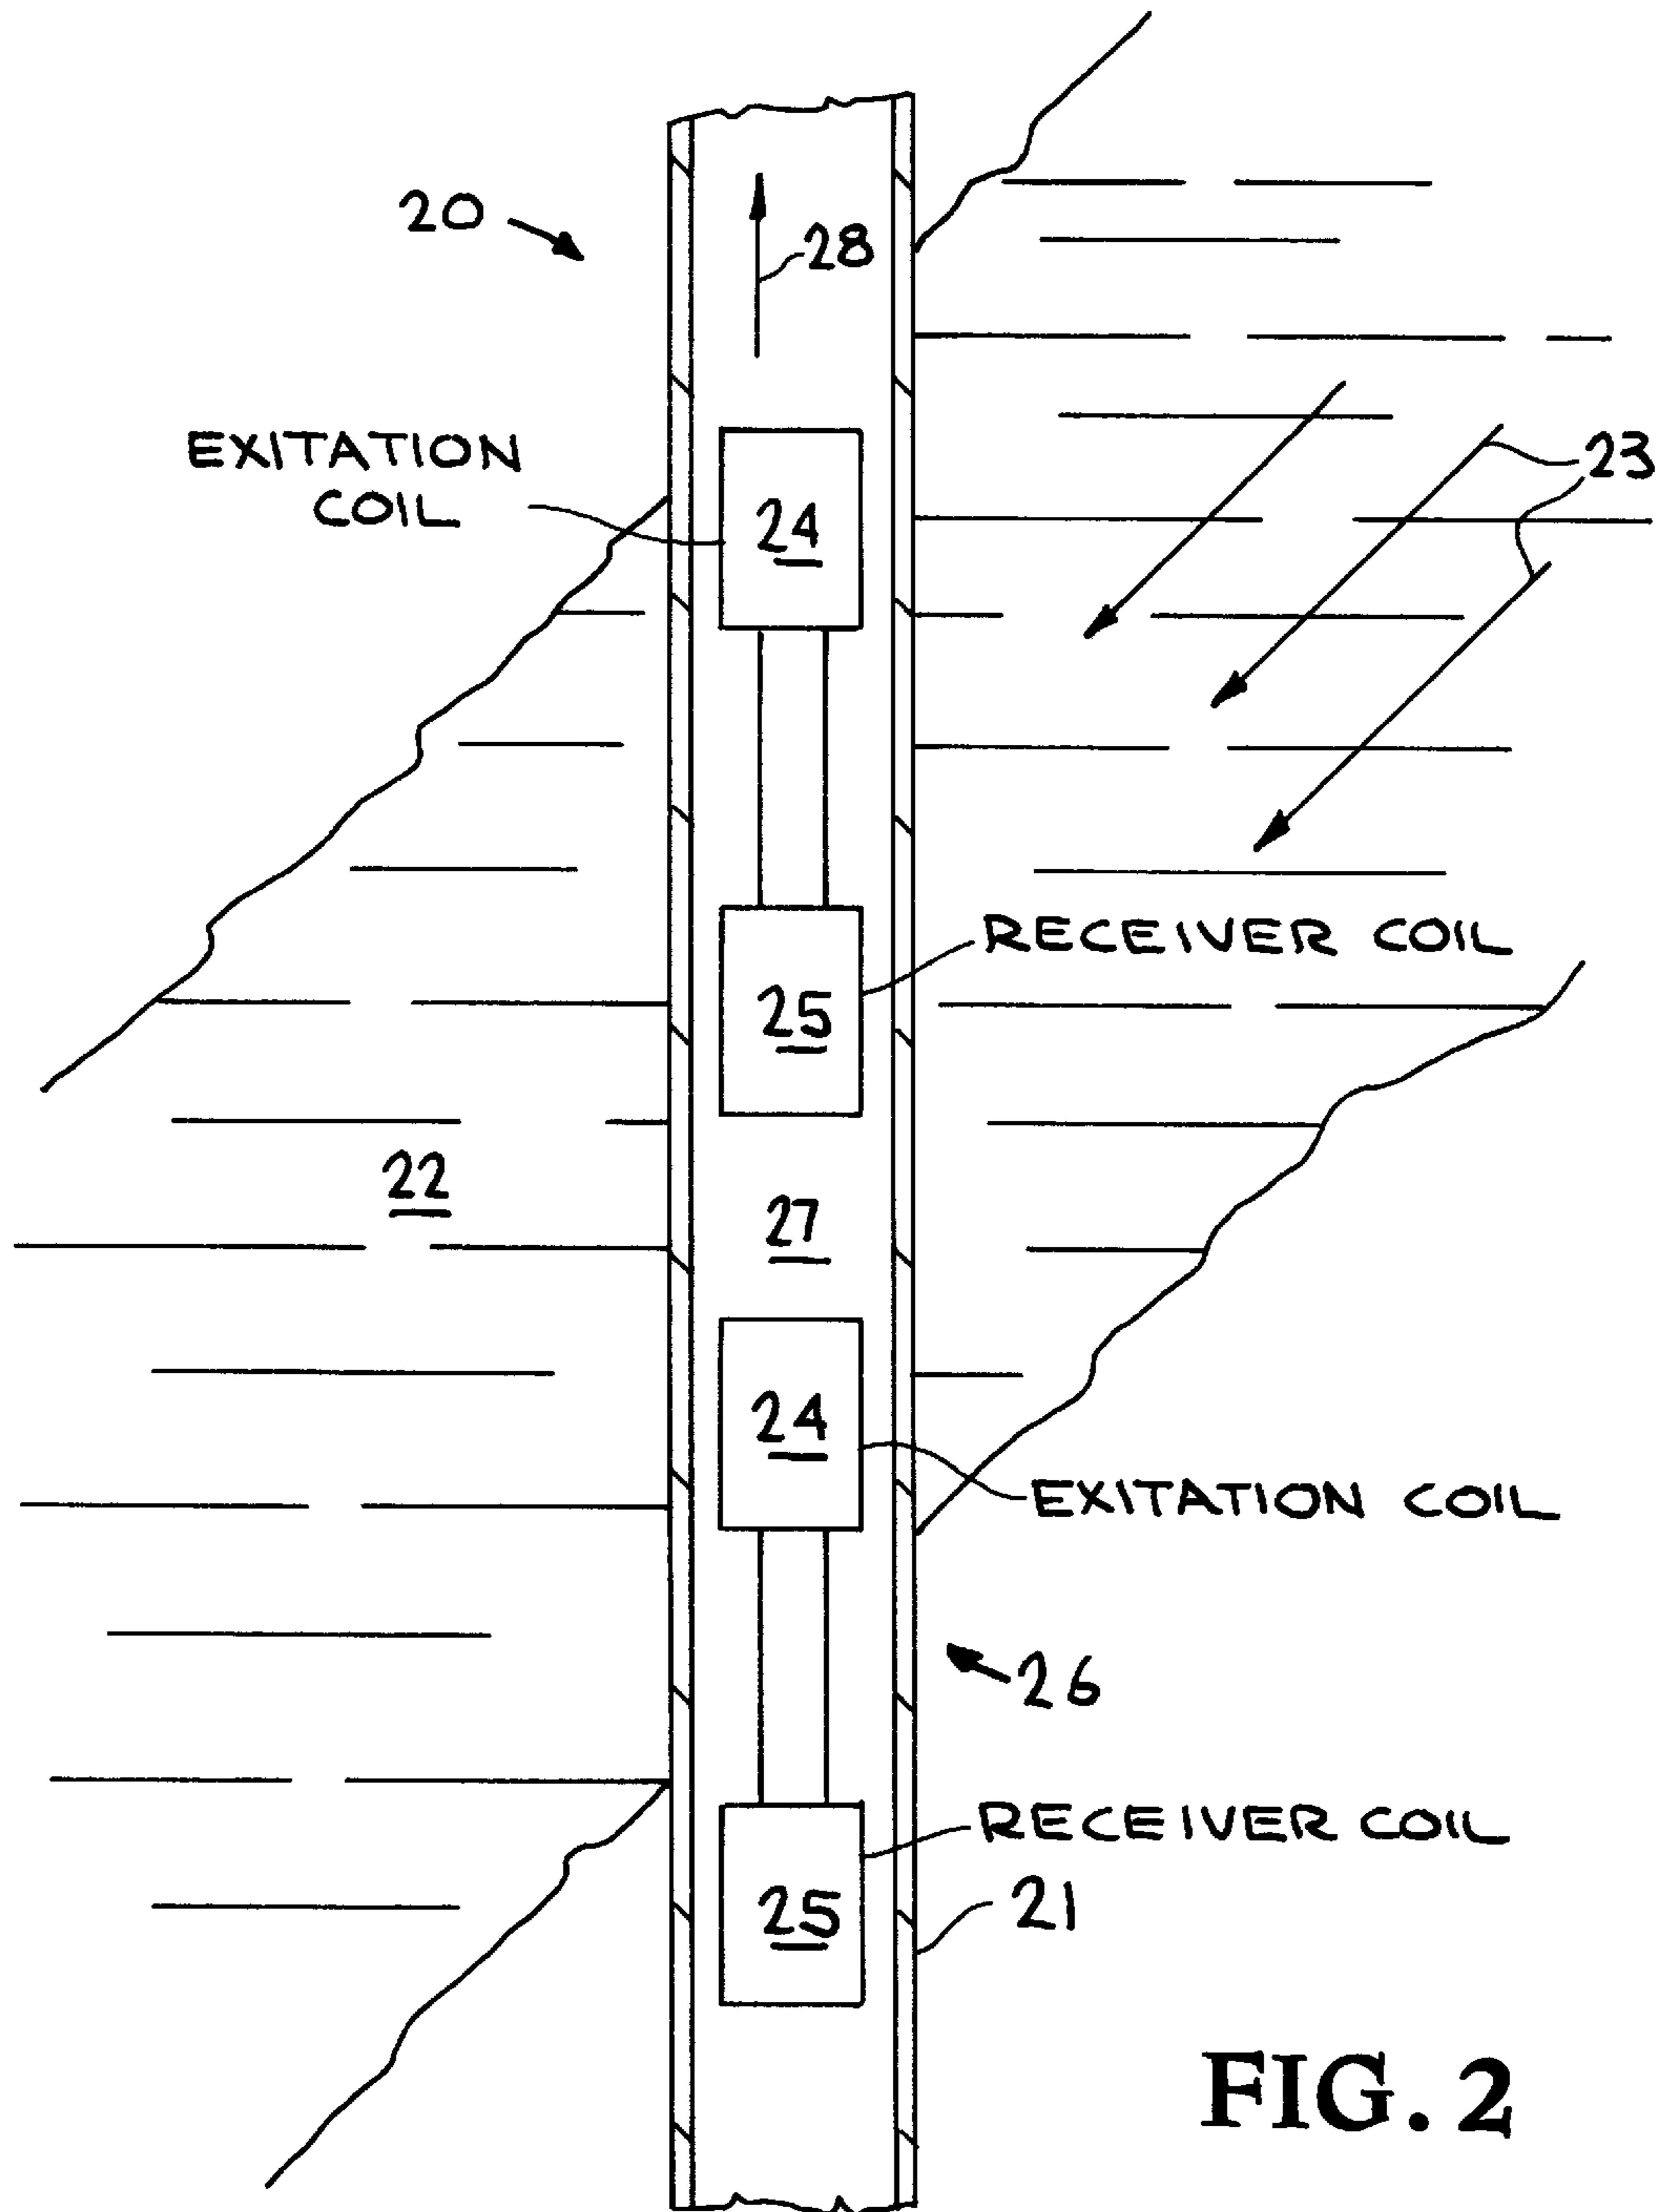 20
28
EXITATION
COIL
24
23
RECEIVER COIL
25
22
27
24
EXITATION COIL
26
RECEIVER COIL
25
21
FIG. 2